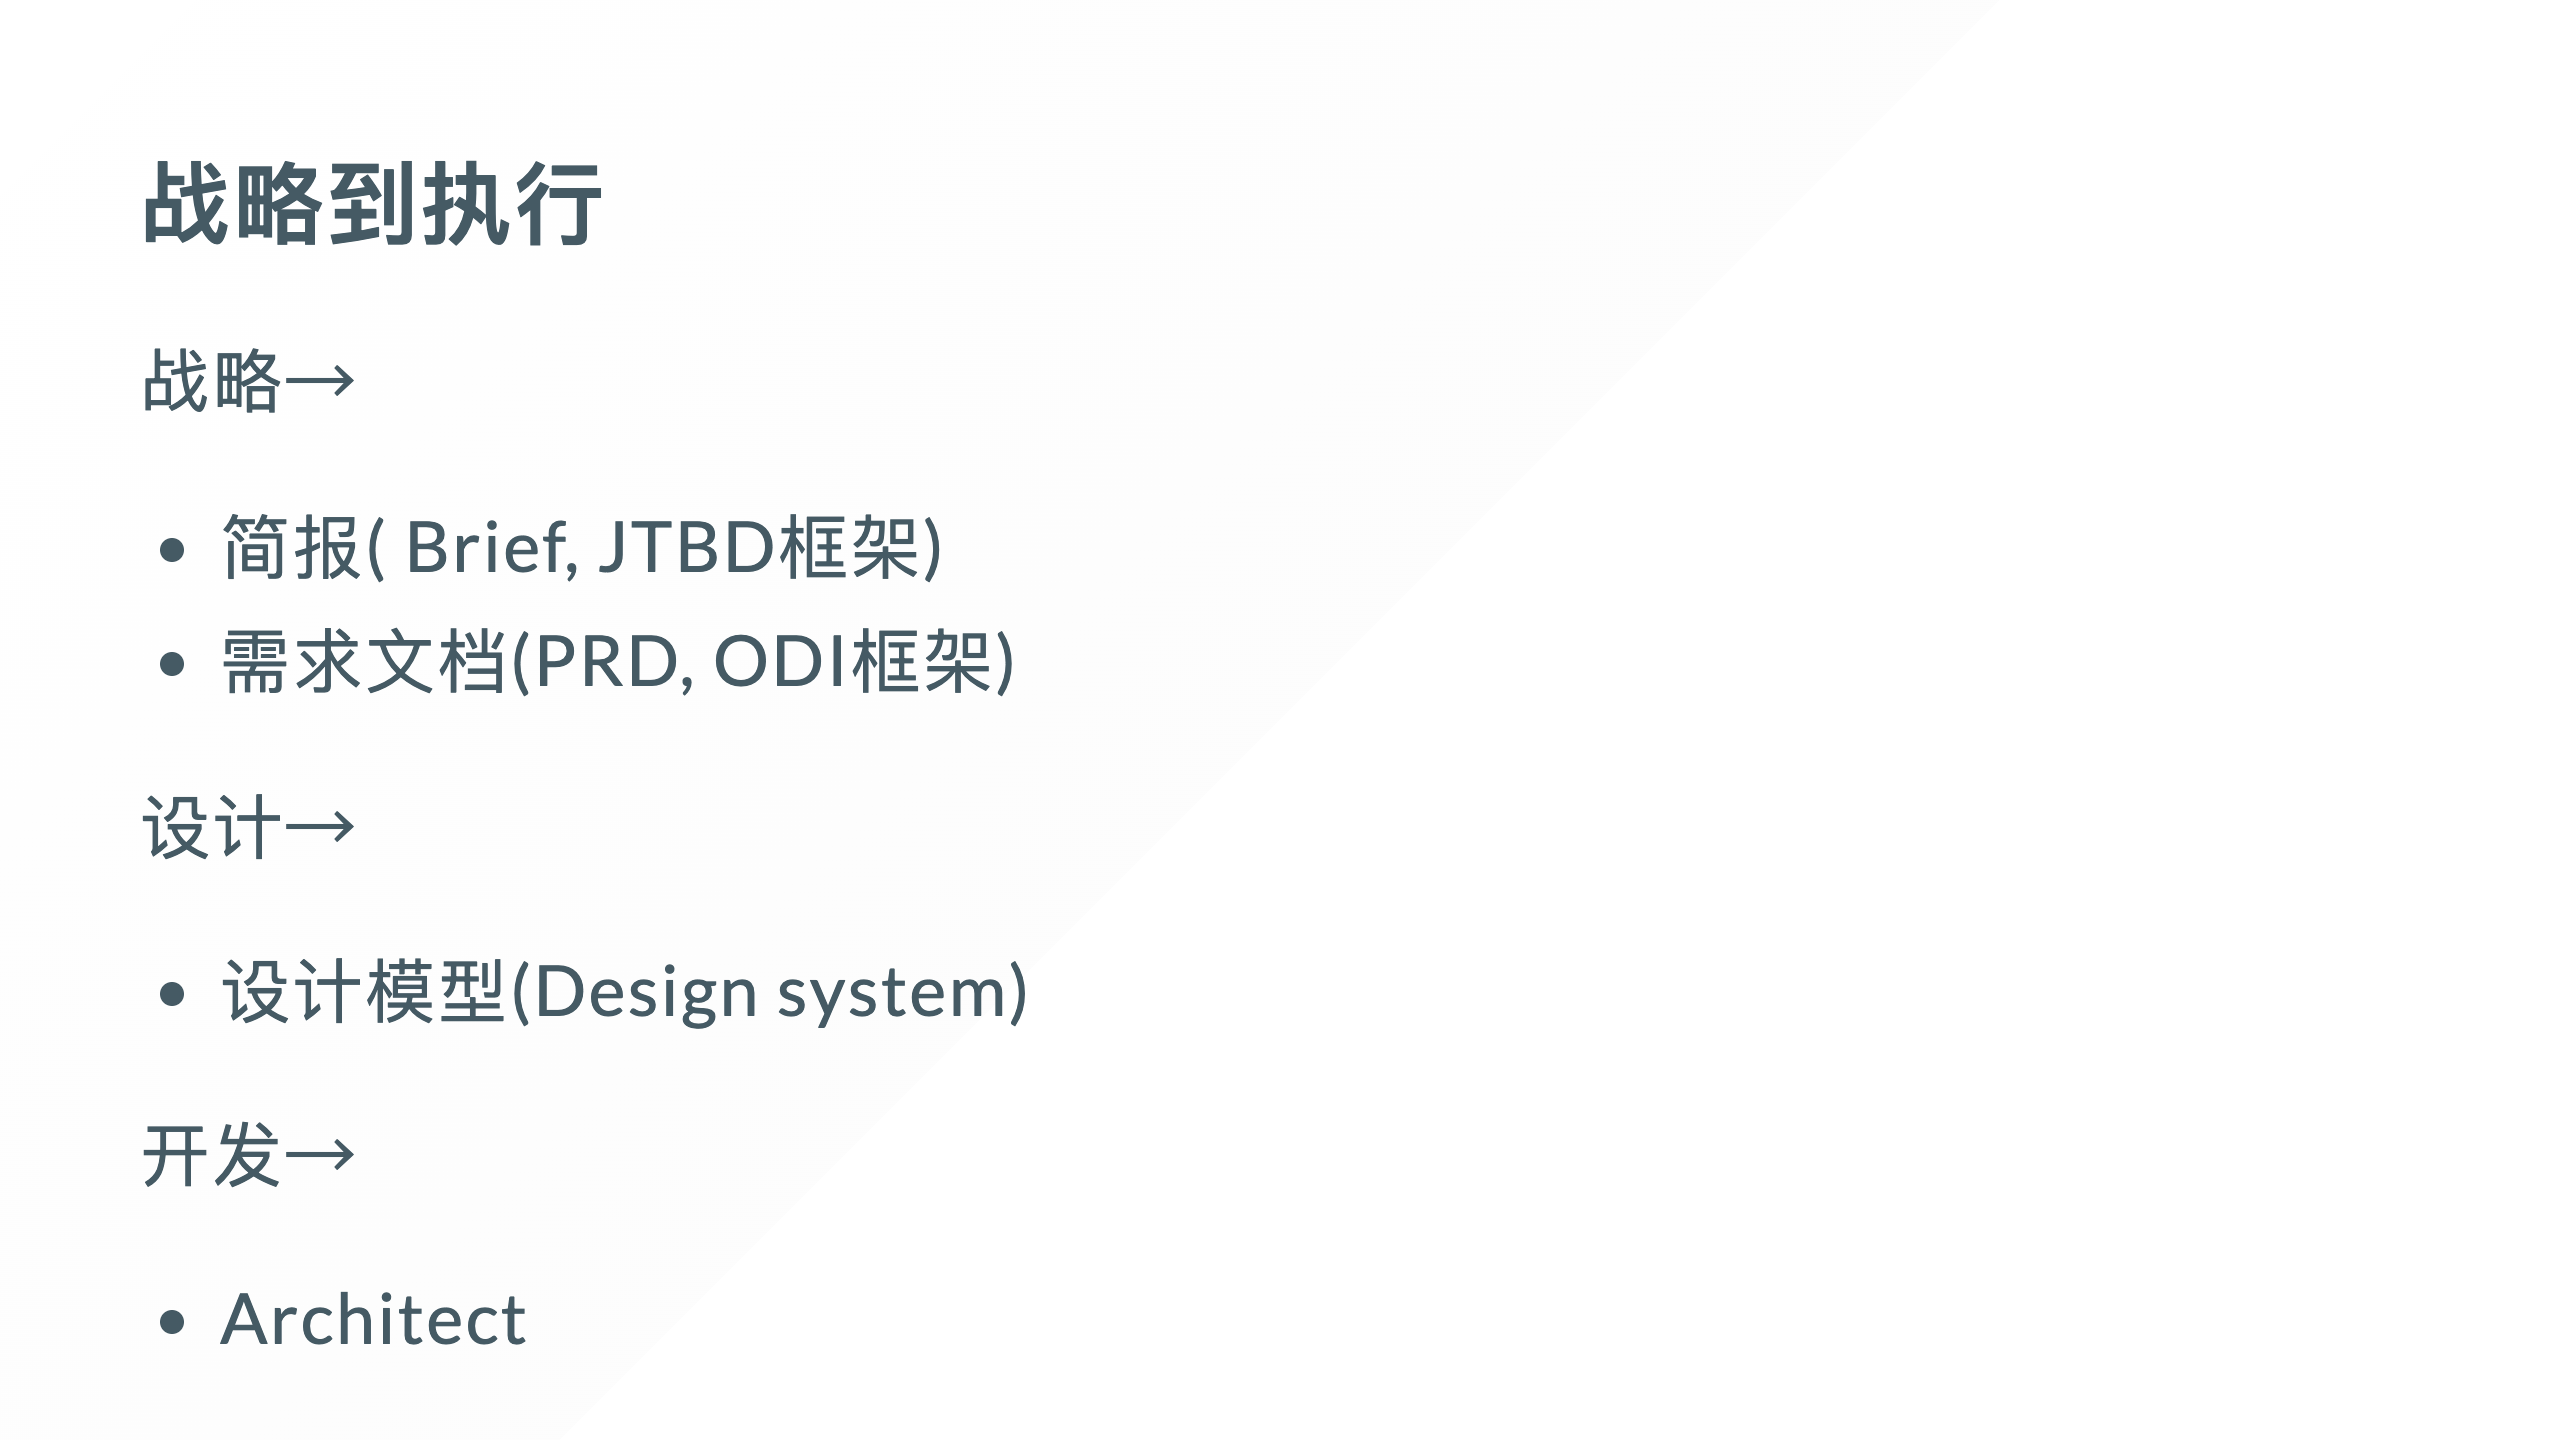 战略到执行
战略→
• 简报( Brief, JTBD框架)
• 需求文档(PRD, ODI框架)
设计→
• 设计模型(Design system)
开发→
• Architect